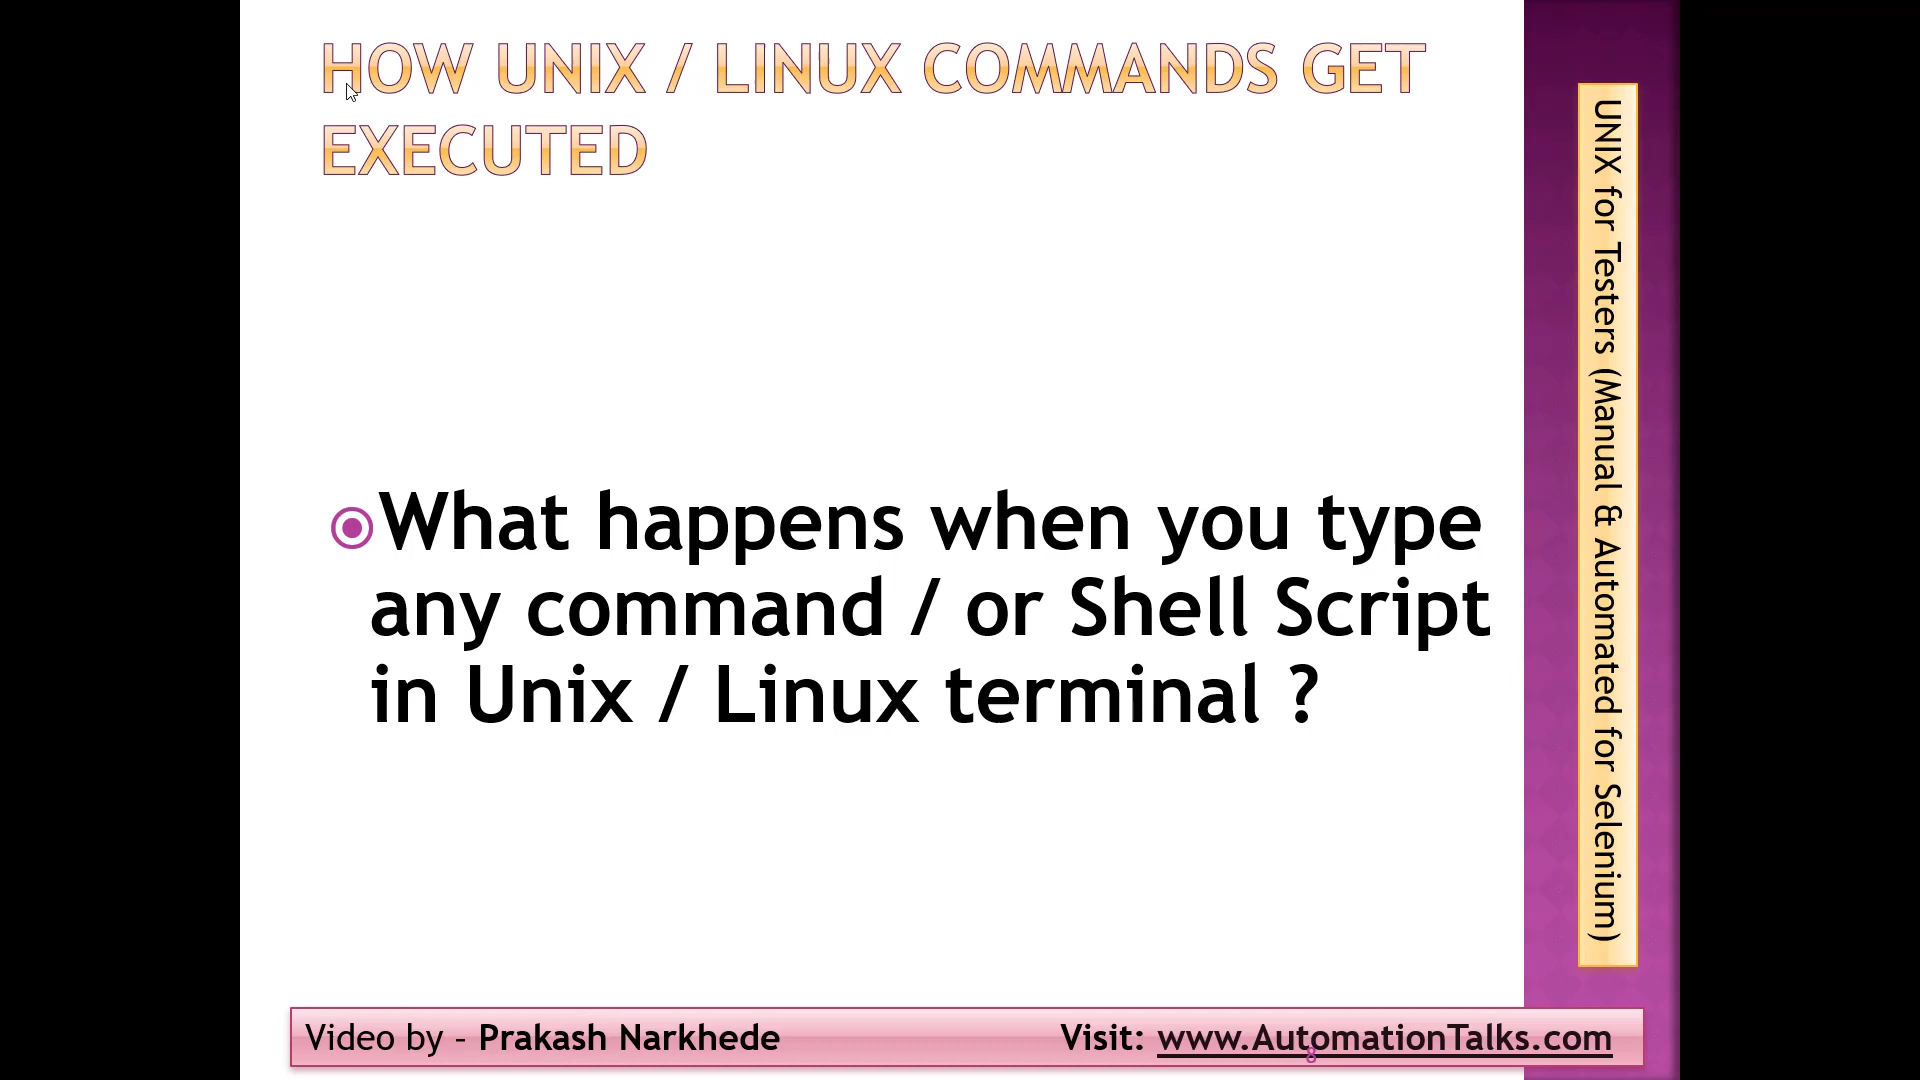 HOW UNIX / LINUX COMMANDS GET
EXECUTED
What happens when you type
any command / or Shell Script
in Unix / Linux terminal ?
UNIX for Testers (Manual & Automated for Selenium)
Video by - Prakash Narkhede
Visit: www.AutomationTalks.com
8